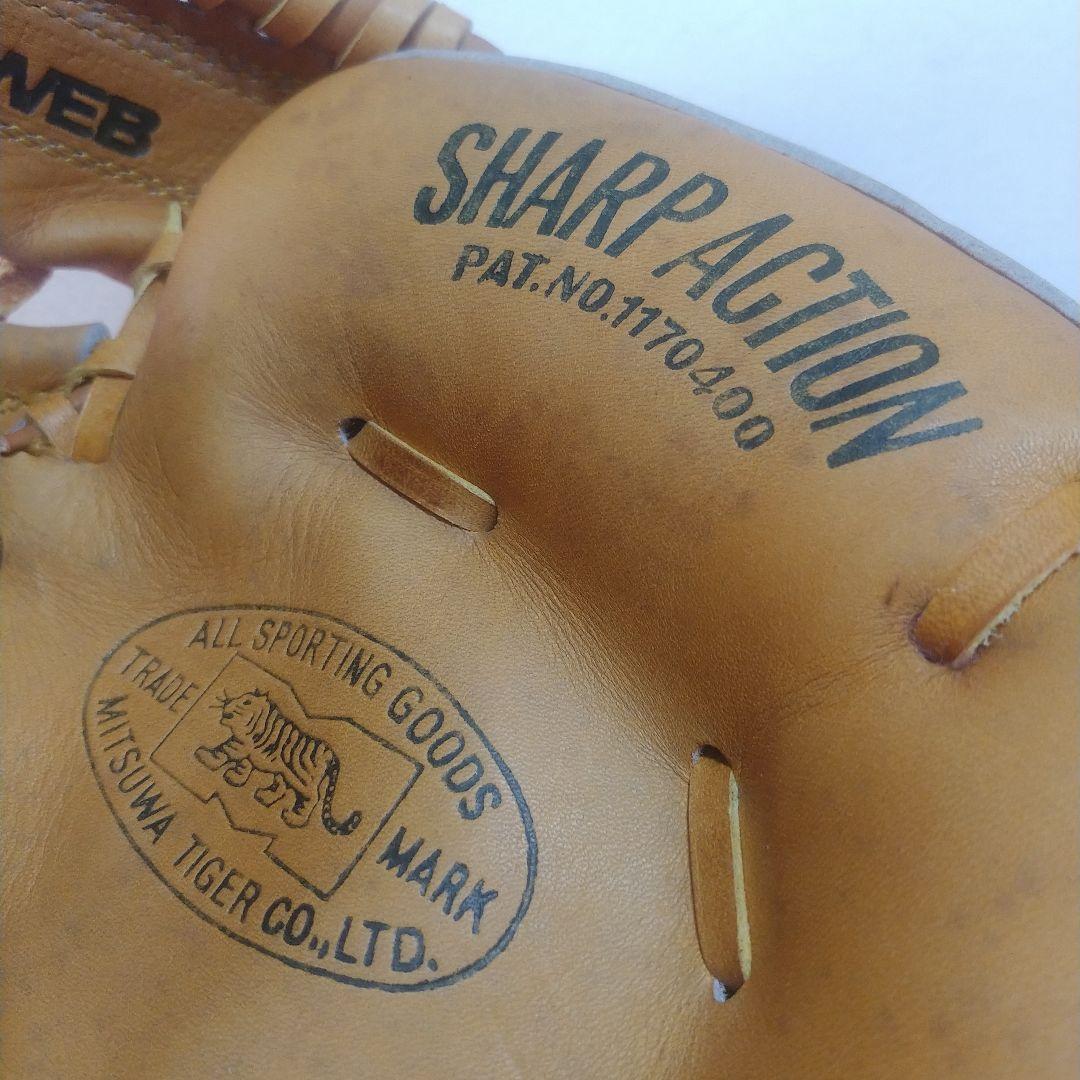 WEB
SHARP ACTION
PAT.NO.1170400
ALL SPORTING GOODS
TRADE MARK
MITSUWA TIGER CO.,LTD.